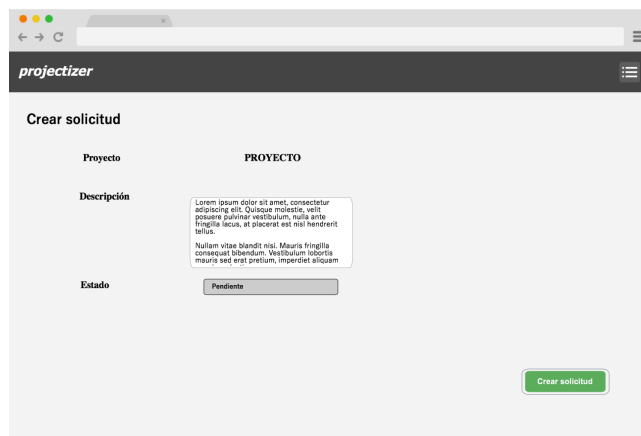 projectizer
Crear solicitud
Proyecto PROYECTO
Descripción
Lorem ipsum dolor sit amet, consectetur
adipiscing elit. Quisque molestie, velit
posuere pulvinar vestibulum, nulla ante
fringilla lacus, at placerat est nisl hendrerit
tellus.
Nullam vitae blandit nisi. Mauris fringilla
consequat bibendum. Vestibulum lobortis
mauris sed erat pretium, imperdiet aliquam
Estado Pendiente
Crear solicitud